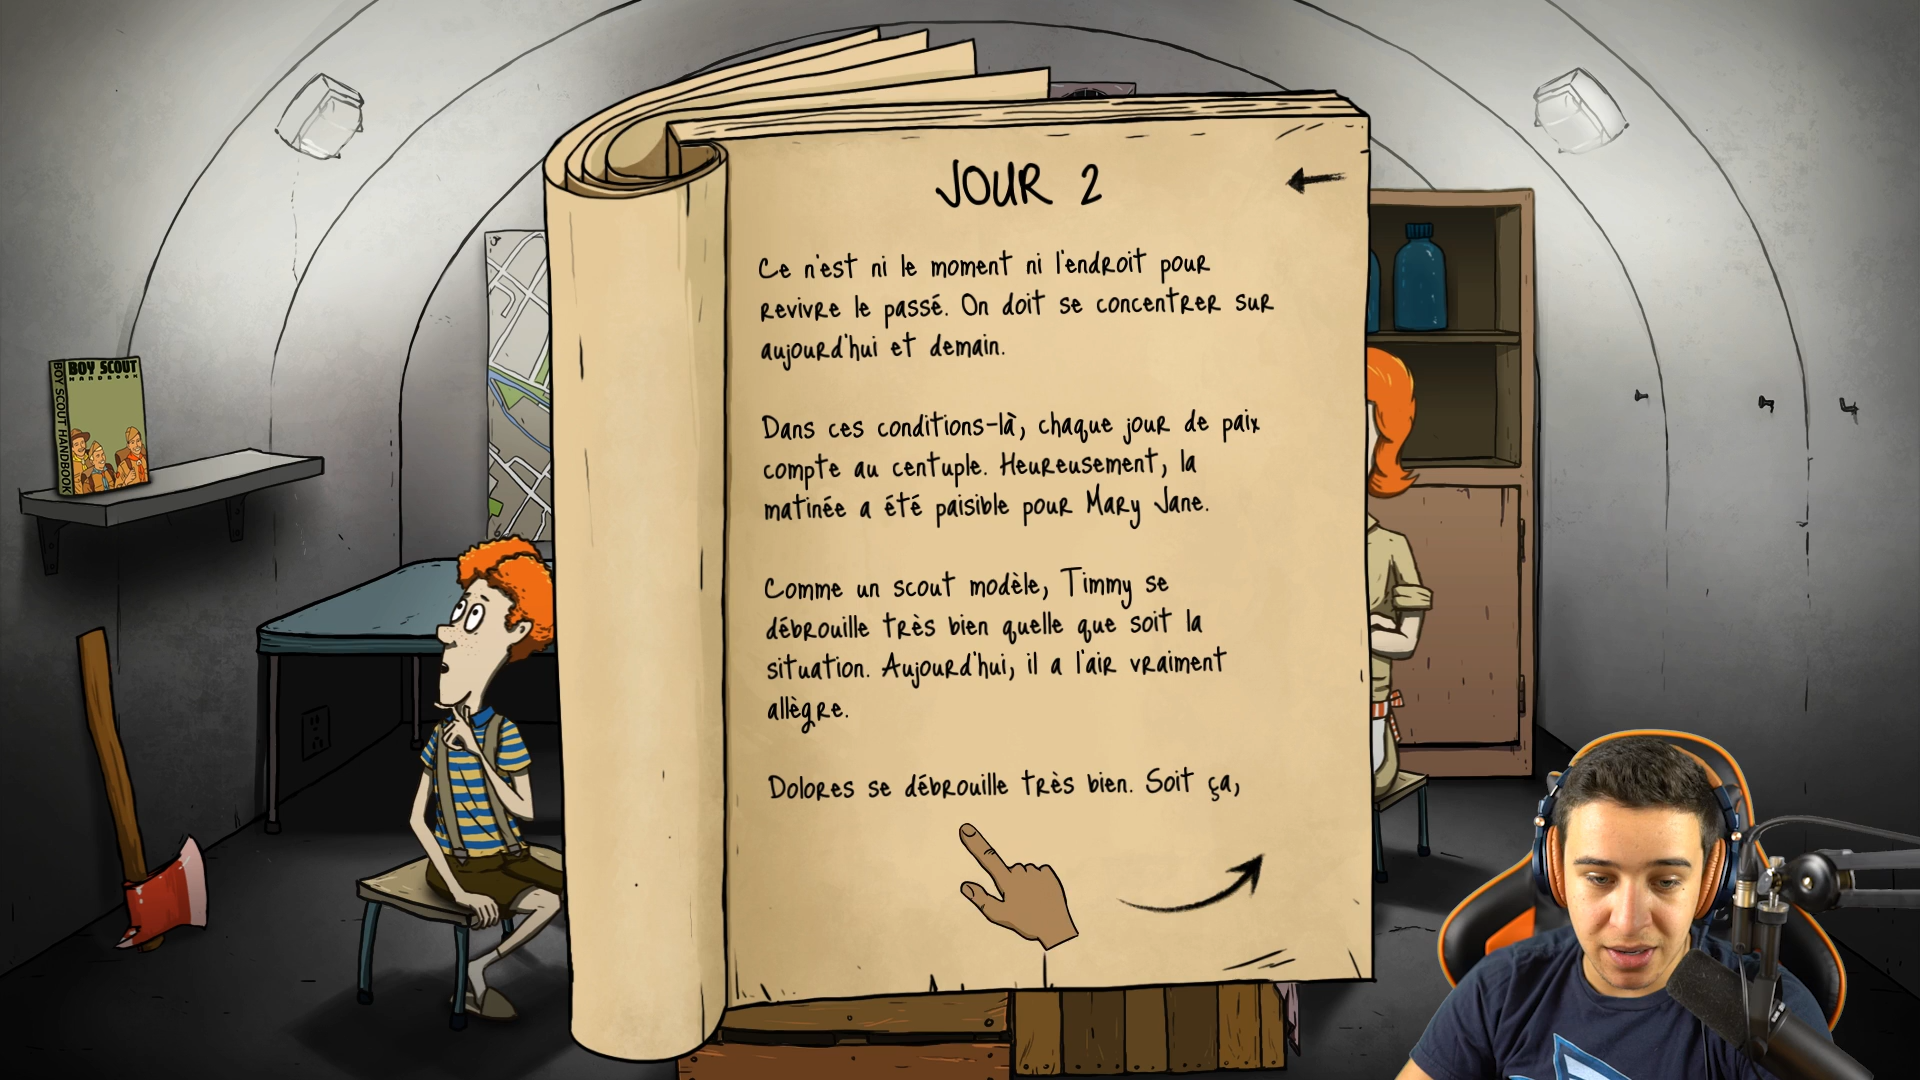 JOUR 2
Ce n'est ni le moment ni l'endroit pour
revivre le passé. On doit se concentrer sur
aujourd'hui et demain.
Dans ces conditions-là, chaque jour de paix
compte au centuple. Heureusement, la
matinée a été paisible pour Mary Jane.
Comme un scout modèle, Timmy se
débrouille très bien quelle que soit la
situation. Aujourd'hui, il a l'air vraiment
allègre.
Dolores se débrouille très bien. Soit ça,
BOY SCOUT
HANDBOOK
BOY SCOUT HANDBOOK